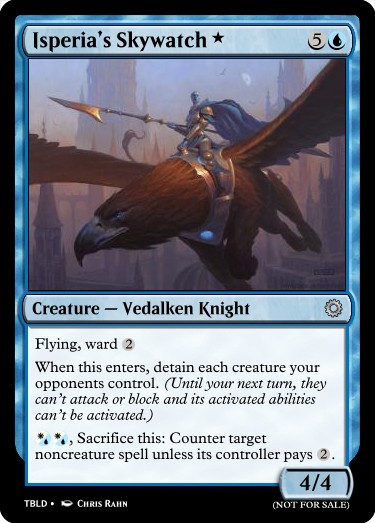 Isperia's Skywatch ★ 5
Creature — Vedalken Knight
Flying, ward 2
When this enters, detain each creature your
opponents control. (Until your next turn, they
can't attack or block and its activated abilities
can't be activated.)
, Sacrifice this: Counter target
noncreature spell unless its controller pays 2.
4/4
TBLD • Chris Rahn
(NOT FOR SALE)